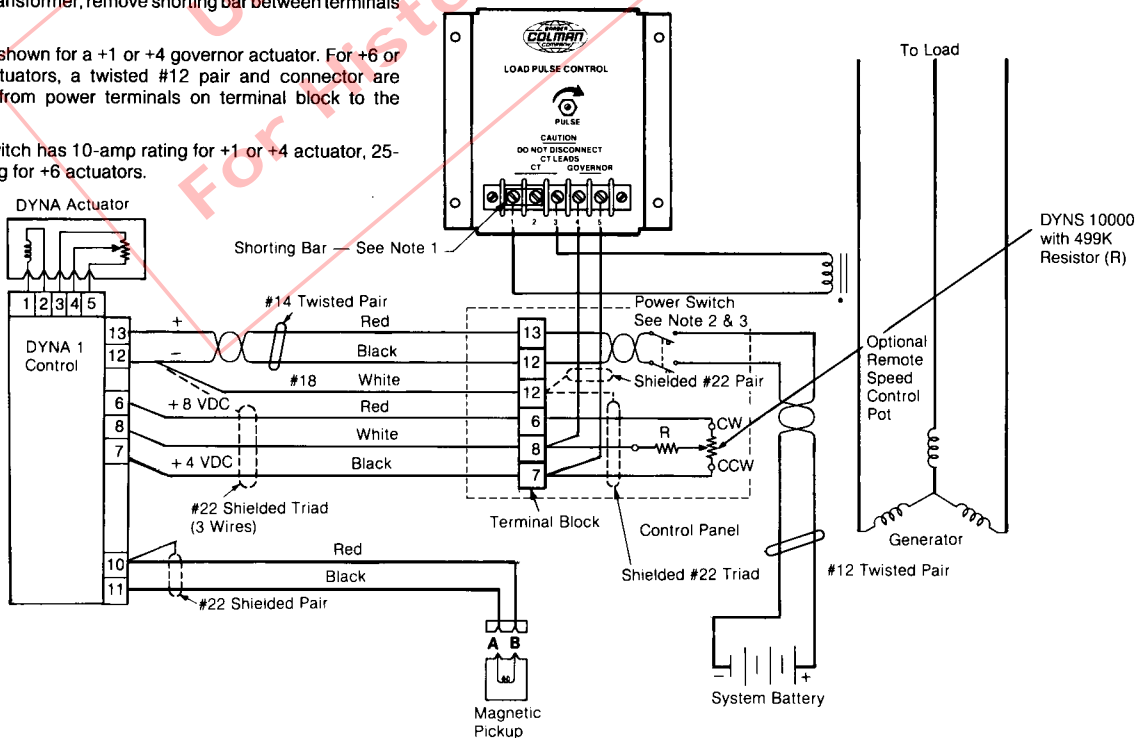 ansformer, remove shorting bar between terminals
shown for a +1 or +4 governor actuator. For +6 or
tuators, a twisted #12 pair and connector are
from power terminals on terminal block to the
itch has 10-amp rating for +1 or +4 actuator, 25-
g for +6 actuators.
For Histo
BARBER
COLMAN
COMPANY
LOAD PULSE CONTROL
PULSE
CAUTION
DO NOT DISCONNECT
CT LEADS
CT GOVERNOR
1 2 3 4 5
Shorting Bar — See Note 1
To Load
DYNS 10000
with 499K
Resistor (R)
DYNA Actuator
1 2 3 4 5
DYNA 1
Control
13
12
6
8
7
10
11
+
−
#14 Twisted Pair
Red
Black
#18 White
+ 8 VDC Red
White
+ 4 VDC Black
#22 Shielded Triad
(3 Wires)
Red
Black
#22 Shielded Pair
13
12
12
6
8
7
Terminal Block
Power Switch
See Note 2 & 3
Shielded #22 Pair
CW
R
CCW
Control Panel
Shielded #22 Triad
Optional
Remote
Speed
Control
Pot
Generator
#12 Twisted Pair
A B
Magnetic
Pickup
− +
System Battery